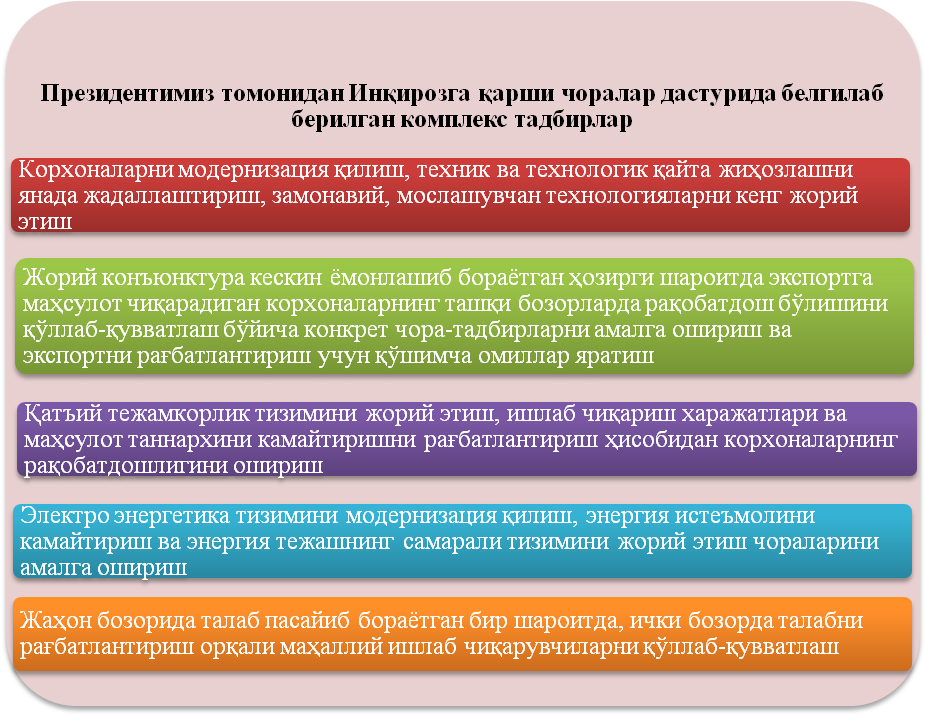 Президентимиз томонидан Инқирозга қарши чоралар дастурида белгилаб
берилган комплекс тадбирлар
Корхоналарни модернизация қилиш, техник ва технологик қайта жиҳозлашни
янада жадаллаштириш, замонавий, мослашувчан технологияларни кенг жорий
этиш
Жорий конъюнктура кескин ёмонлашиб бораётган ҳозирги шароитда экспортга
маҳсулот чиқарадиган корхоналарнинг ташқи бозорларда рақобатдош бўлишини
қўллаб-қувватлаш бўйича конкрет чора-тадбирларни амалга ошириш ва
экспортни рағбатлантириш учун қўшимча омиллар яратиш
Қатъий тежамкорлик тизимини жорий этиш, ишлаб чиқариш харажатлари ва
маҳсулот таннархини камайтиришни рағбатлантириш ҳисобидан корхоналарнинг
рақобатдошлигини ошириш
Электро энергетика тизимини модернизация қилиш, энергия истеъмолини
камайтириш ва энергия тежашнинг самарали тизимини жорий этиш чораларини
амалга ошириш
Жаҳон бозорида талаб пасайиб бораётган бир шароитда, ички бозорда талабни
рағбатлантириш орқали маҳаллий ишлаб чиқарувчиларни қўллаб-қувватлаш